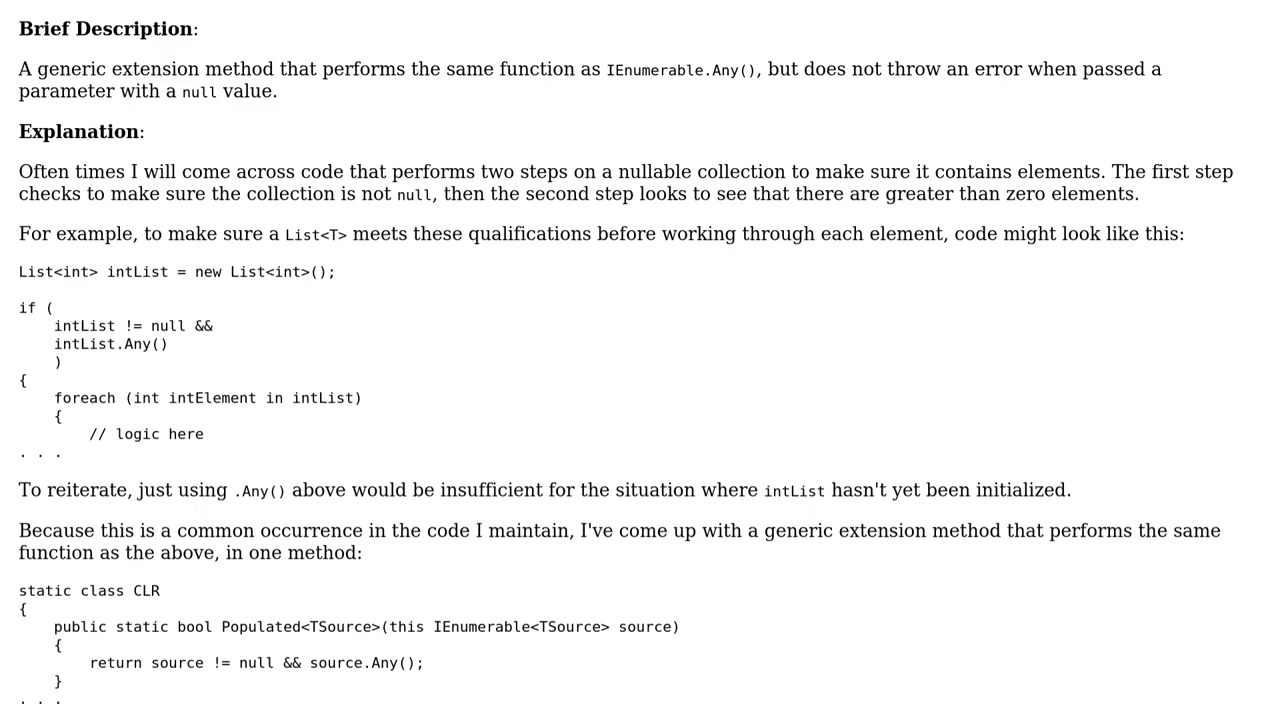 Brief Description:
A generic extension method that performs the same function as IEnumerable.Any(), but does not throw an error when passed a
parameter with a null value.
Explanation:
Often times I will come across code that performs two steps on a nullable collection to make sure it contains elements. The first step
checks to make sure the collection is not null, then the second step looks to see that there are greater than zero elements.
For example, to make sure a List<T> meets these qualifications before working through each element, code might look like this:
List<int> intList = new List<int>();
if (
    intList != null &&
    intList.Any()
    )
{
    foreach (int intElement in intList)
    {
        // logic here
. . .
To reiterate, just using .Any() above would be insufficient for the situation where intList hasn't yet been initialized.
Because this is a common occurrence in the code I maintain, I've come up with a generic extension method that performs the same
function as the above, in one method:
static class CLR
{
    public static bool Populated<TSource>(this IEnumerable<TSource> source)
    {
        return source != null && source.Any();
    }
. . .